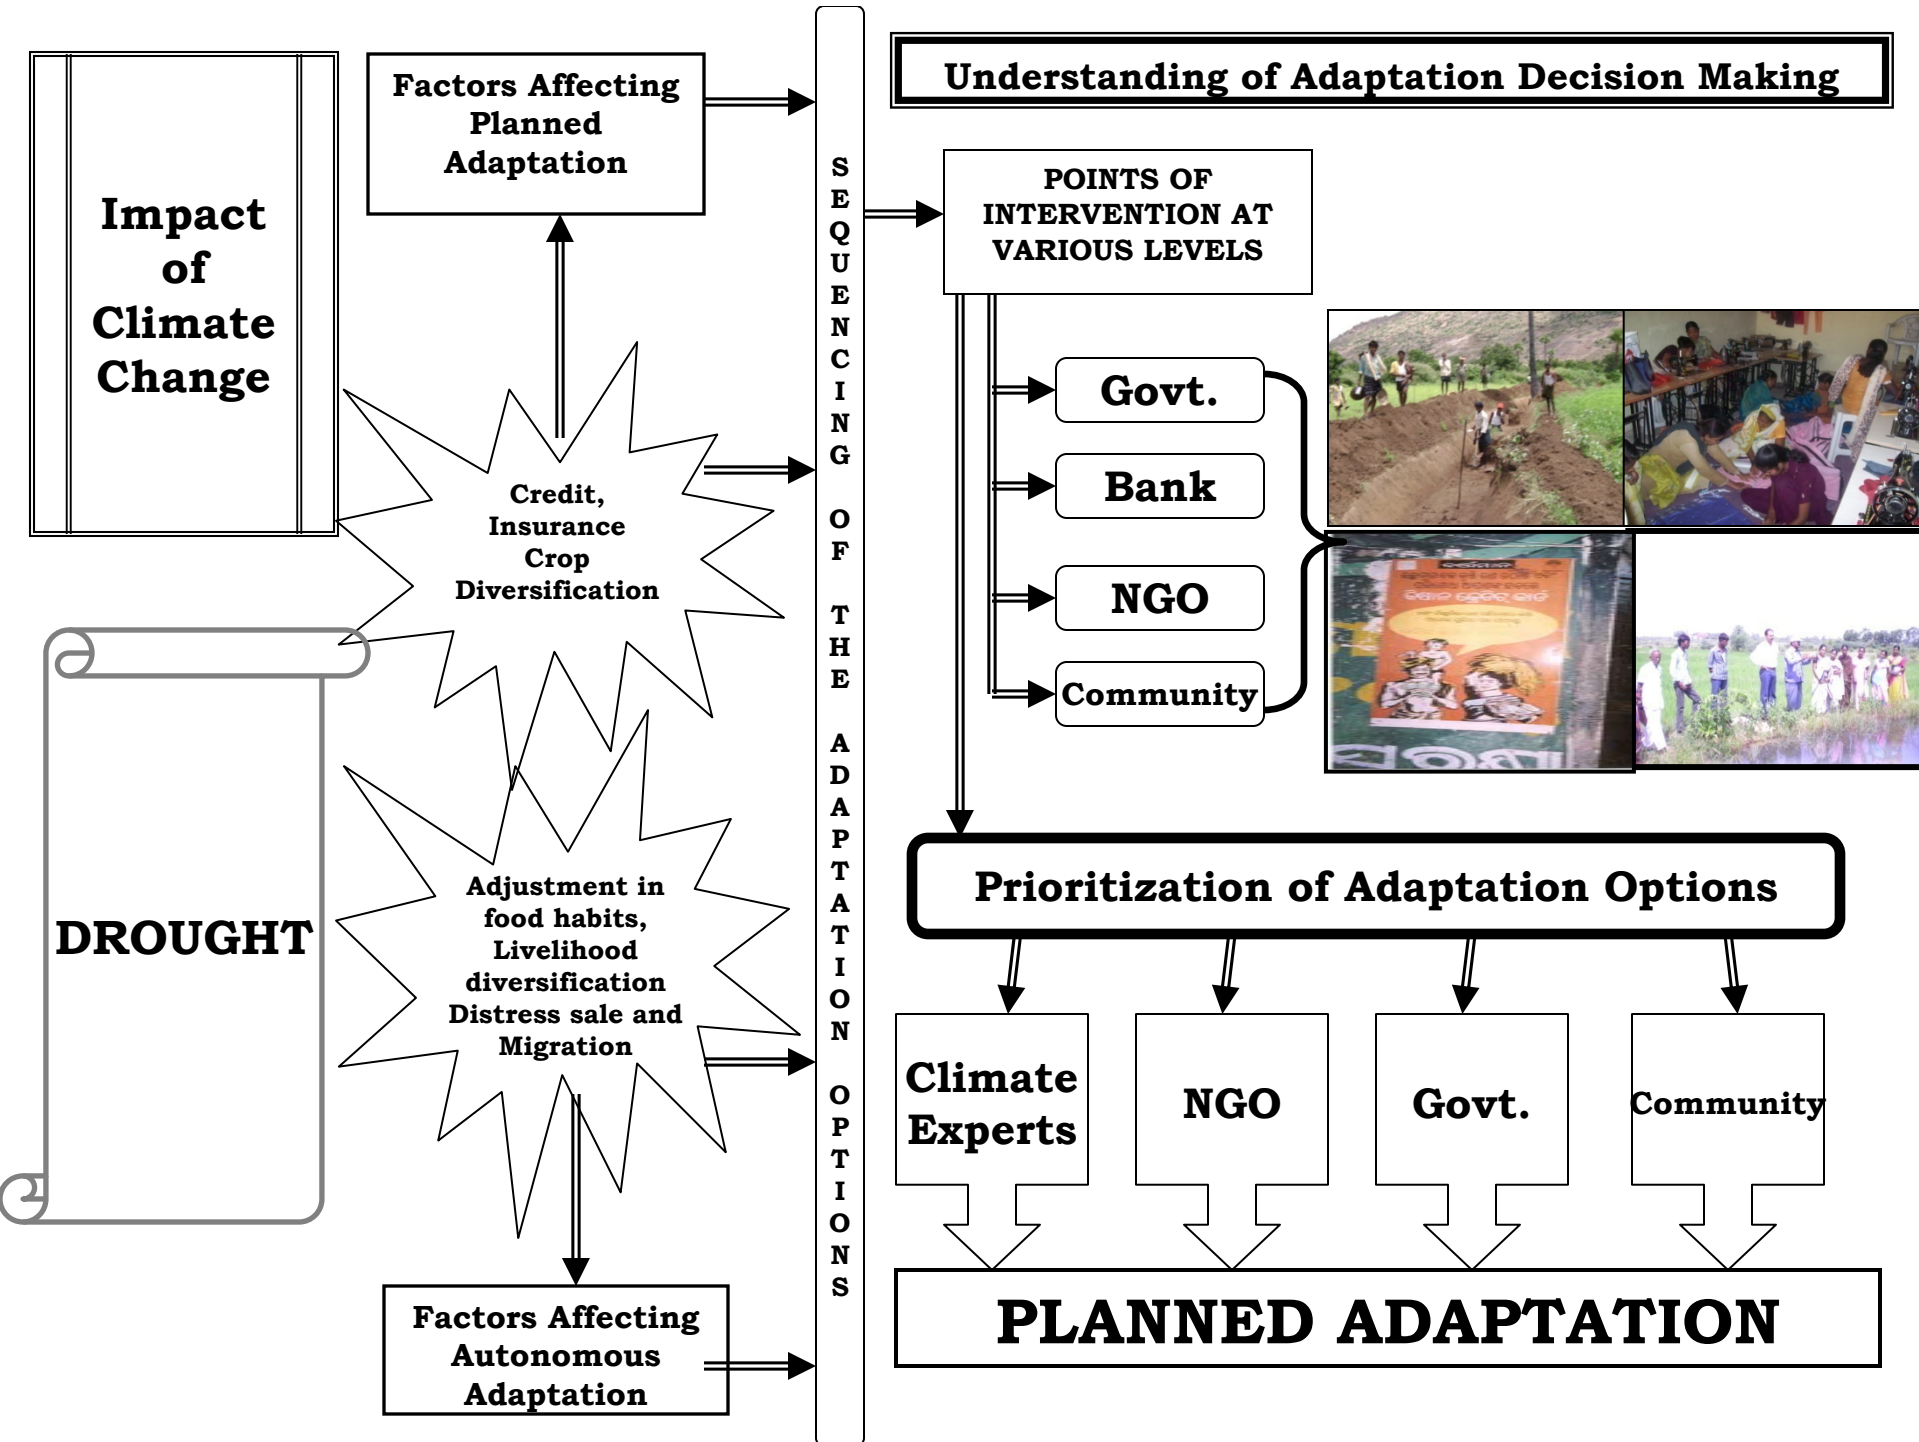 Impact
of
Climate
Change
DROUGHT
Factors Affecting
Planned
Adaptation
Credit,
Insurance
Crop
Diversification
Adjustment in
food habits,
Livelihood
diversification
Distress sale and
Migration
Factors Affecting
Autonomous
Adaptation
SEQUENCING OF THE ADAPTATION OPTIONS
Understanding of Adaptation Decision Making
POINTS OF
INTERVENTION AT
VARIOUS LEVELS
Govt.
Bank
NGO
Community
Prioritization of Adaptation Options
Climate
Experts
NGO
Govt.
Community
PLANNED ADAPTATION